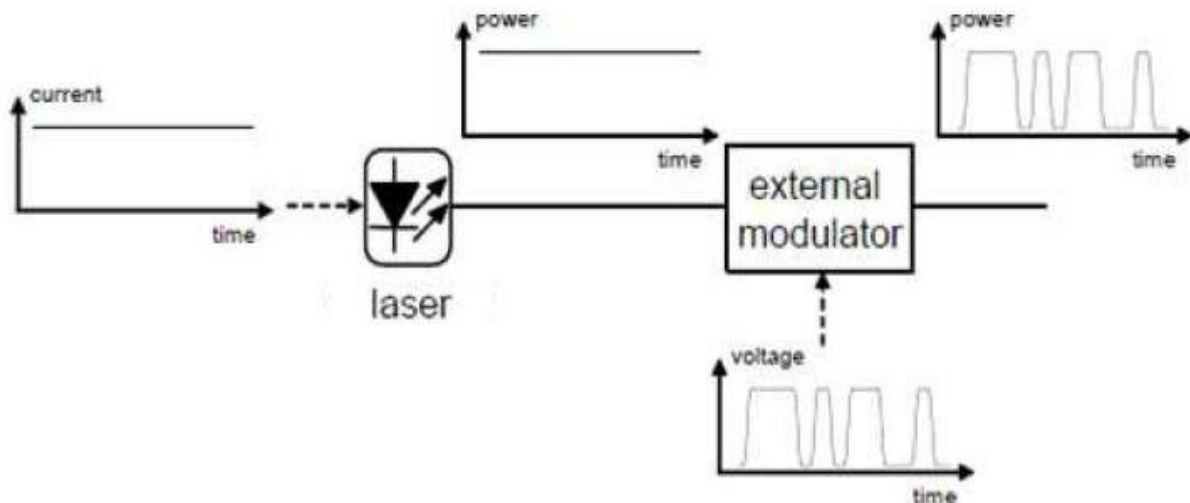 power
power
current
time
time
time
external
modulator
laser
voltage
time